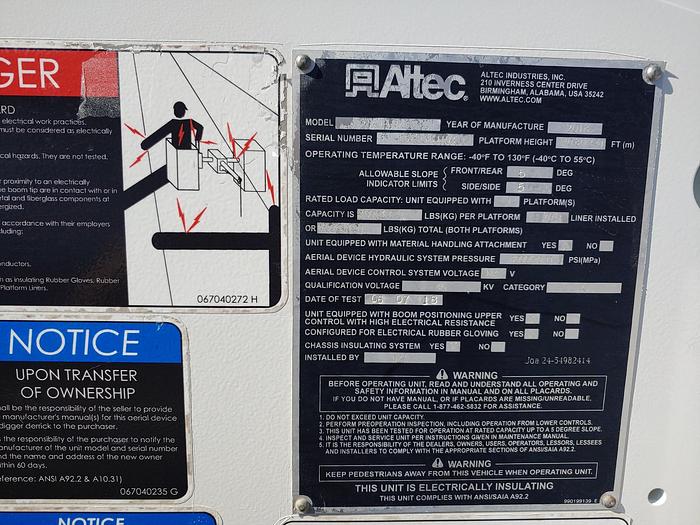 GER
ARD
electrical work practices.
must be considered as electrically
cal hazards. They are not tested,
proximity to an electrically
e boom tip are in contact with or in
etal and fiberglass components at
ergized.
accordance with their employers
cluding:
onductors.
n as insulating Rubber Gloves, Rubber
Platform Liners.
067040272 H
NOTICE
UPON TRANSFER
OF OWNERSHIP
all be the responsibility of the seller to provide
manufacturer's manual(s) for this aerial device
digger derrick to the purchaser.
s the responsibility of the purchaser to notify the
nufacturer of the unit model and serial number
nd the name and address of the new owner
thin 60 days.
eference: ANSI A92.2 & A10.31)
067040235 G
NOTICE
Altec
ALTEC INDUSTRIES, INC.
210 INVERNESS CENTER DRIVE
BIRMINGHAM, ALABAMA, USA 35242
WWW.ALTEC.COM
MODEL YEAR OF MANUFACTURE
SERIAL NUMBER PLATFORM HEIGHT FT (m)
OPERATING TEMPERATURE RANGE: -40°F TO 130°F (-40°C TO 55°C)
ALLOWABLE SLOPE FRONT/REAR 5 DEG
INDICATOR LIMITS SIDE/SIDE 5 DEG
RATED LOAD CAPACITY: UNIT EQUIPPED WITH PLATFORM(S)
CAPACITY IS LBS(KG) PER PLATFORM LINER INSTALLED
OR LBS(KG) TOTAL (BOTH PLATFORMS)
UNIT EQUIPPED WITH MATERIAL HANDLING ATTACHMENT YES NO
AERIAL DEVICE HYDRAULIC SYSTEM PRESSURE PSI(MPa)
AERIAL DEVICE CONTROL SYSTEM VOLTAGE V
QUALIFICATION VOLTAGE KV CATEGORY
DATE OF TEST 06 07 18
UNIT EQUIPPED WITH BOOM POSITIONING UPPER YES NO
CONTROL WITH HIGH ELECTRICAL RESISTANCE
CONFIGURED FOR ELECTRICAL RUBBER GLOVING YES NO
CHASSIS INSULATING SYSTEM YES NO
INSTALLED BY
Jan 24-54982414
WARNING
BEFORE OPERATING UNIT, READ AND UNDERSTAND ALL OPERATING AND
SAFETY INFORMATION IN MANUAL AND ON ALL PLACARDS.
IF YOU DO NOT HAVE MANUAL, OR IF PLACARDS ARE MISSING/UNREADABLE,
PLEASE CALL 1-877-462-5832 FOR ASSISTANCE.
1. DO NOT EXCEED UNIT CAPACITY.
2. PERFORM PREOPERATION INSPECTION, INCLUDING OPERATION FROM LOWER CONTROLS.
3. THIS UNIT HAS BEEN TESTED FOR OPERATION AT RATED CAPACITY UP TO A 5 DEGREE SLOPE.
4. INSPECT AND SERVICE UNIT PER INSTRUCTIONS GIVEN IN MAINTENANCE MANUAL.
5. IT IS THE RESPONSIBILITY OF THE DEALERS, OWNERS, USERS, OPERATORS, LESSORS, LESSEES
AND INSTALLERS TO COMPLY WITH THE APPROPRIATE SECTIONS OF ANSI/SAIA A92.2.
WARNING
KEEP PEDESTRIANS AWAY FROM THIS VEHICLE WHEN OPERATING UNIT.
THIS UNIT IS ELECTRICALLY INSULATING
THIS UNIT COMPLIES WITH ANSI/SAIA A92.2
990199139 E